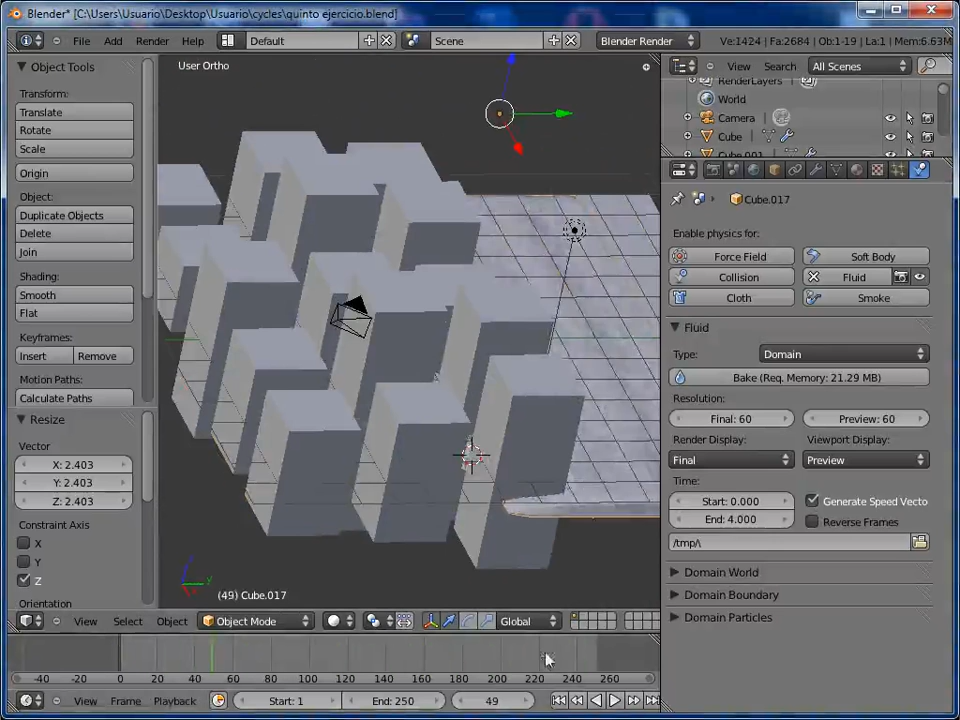 Blender* [C:\Users\Usuario\Desktop\Usuario\cycles\quinto ejercicio.blend]
File Add Render Help Default Scene Blender Render Ve:1424 | Fa:2684 | Ob:1-19 | La:1 | Mem:6.63M
Object Tools
Transform:
Translate
Rotate
Scale
Origin
Object:
Duplicate Objects
Delete
Join
Shading:
Smooth
Flat
Keyframes:
Insert Remove
Motion Paths:
Calculate Paths
Resize
Vector
X: 2.403
Y: 2.403
Z: 2.403
Constraint Axis
X
Y
Z
Orientation
User Ortho
(49) Cube.017
View Select Object Object Mode Global
-40 -20 0 20 40 60 80 100 120 140 160 180 200 220 240 260
View Frame Playback Start: 1 End: 250 49
View Search All Scenes
RenderLayers
World
Camera
Cube
Cube.001
Cube.017
Enable physics for:
Force Field Soft Body
Collision Fluid
Cloth Smoke
Fluid
Type: Domain
Bake (Req. Memory: 21.29 MB)
Resolution:
Final: 60 Preview: 60
Render Display: Viewport Display:
Final Preview
Time:
Start: 0.000 Generate Speed Vecto
End: 4.000 Reverse Frames
/tmp/\
Domain World
Domain Boundary
Domain Particles